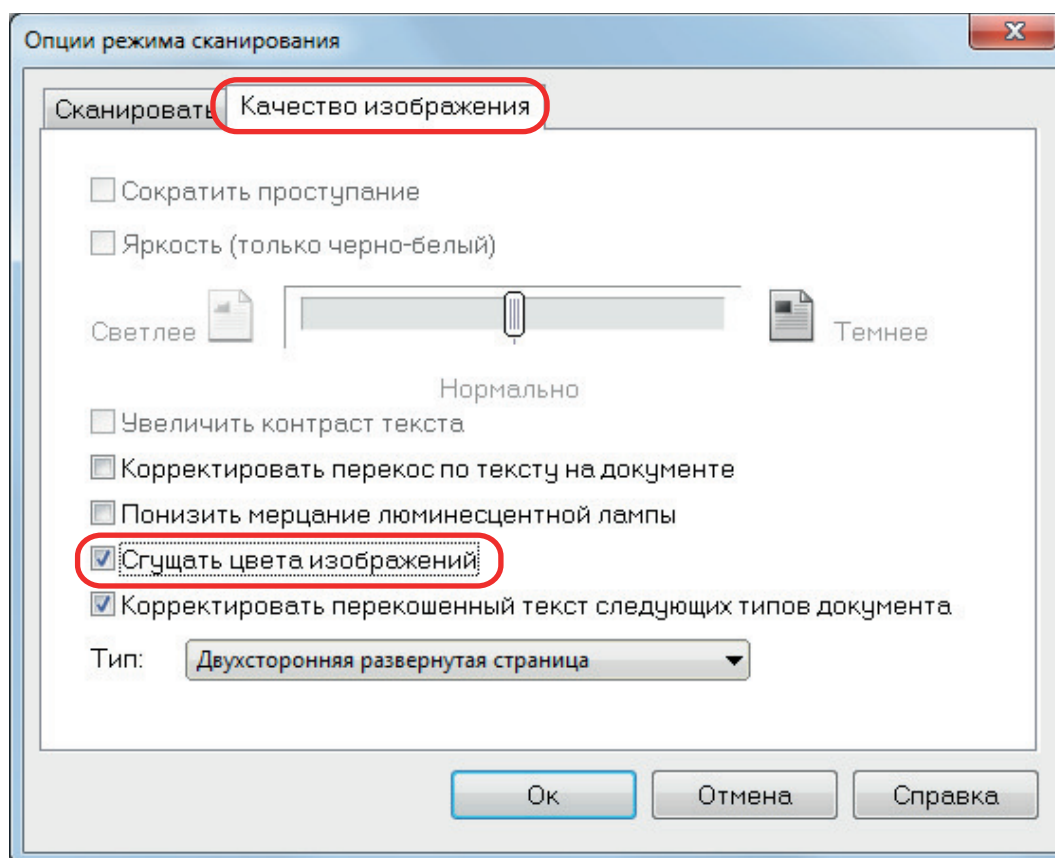 Опции режима сканирования
Сканировать Качество изображения
Сократить проступание
Яркость (только черно-белый)
Светлее Темнее
Нормально
Увеличить контраст текста
Корректировать перекос по тексту на документе
Понизить мерцание люминесцентной лампы
Сгущать цвета изображений
Корректировать перекошенный текст следующих типов документа
Тип: Двухсторонняя развернутая страница
Ок Отмена Справка